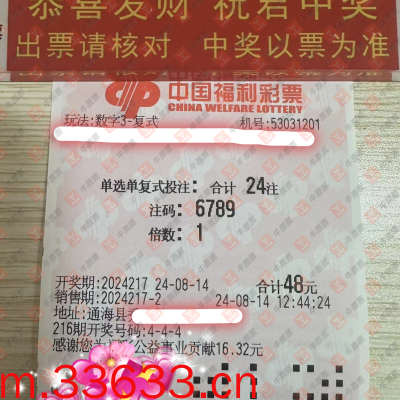 恭喜发财 祝君中奖
出票请核对 中奖以票为准
中国福利彩票
CHINA WELFARE LOTTERY
玩法:数字3-复式 机号:53031201
单选单复式投注: 合计 24注
注码: 6789
倍数: 1
开奖期:2024217 24-08-14 合计48元
销售期:2024217-2 24-08-14 12:44:24
地址:通海县
216期开奖号码:4-4-4
感谢您为 公益事业贡献16.32元
m.33633.cn